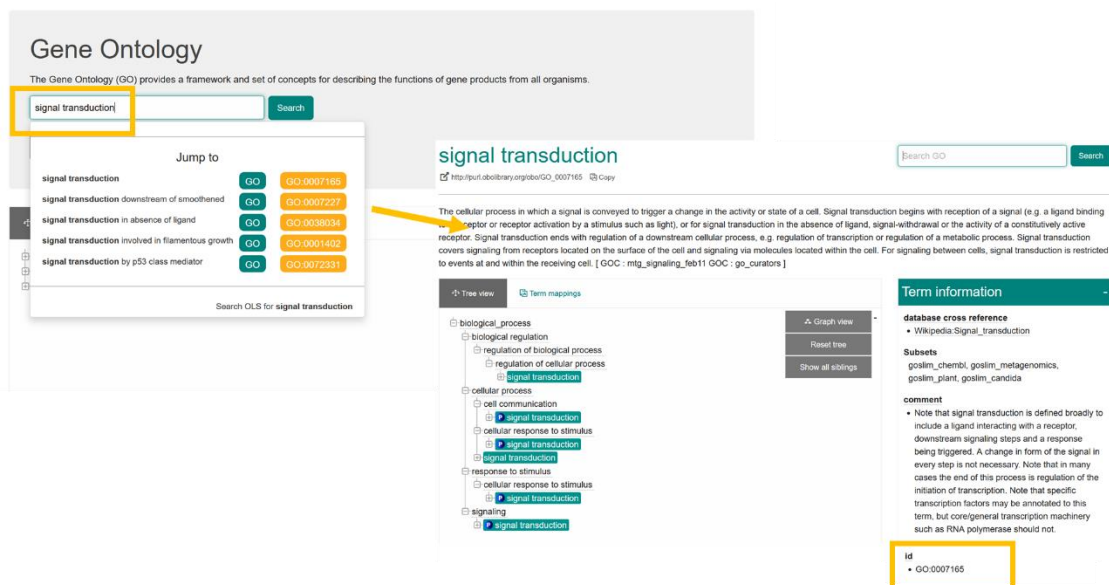 Gene Ontology
The Gene Ontology (GO) provides a framework and set of concepts for describing the functions of gene products from all organisms.
signal transduction
Search
Jump to
signal transduction GO GO:0007165
signal transduction downstream of smoothened GO GO:0007227
signal transduction in absence of ligand GO GO:0038034
signal transduction involved in filamentous growth GO GO:0001402
signal transduction by p53 class mediator GO GO:0072331
Search OLS for signal transduction
signal transduction
http://purl.obolibrary.org/obo/GO_0007165 Copy
Search GO
Search
The cellular process in which a signal is conveyed to trigger a change in the activity or state of a cell. Signal transduction begins with reception of a signal (e.g. a ligand binding
to a receptor or receptor activation by a stimulus such as light), or for signal transduction in the absence of ligand, signal-withdrawal or the activity of a constitutively active
receptor. Signal transduction ends with regulation of a downstream cellular process, e.g. regulation of transcription or regulation of a metabolic process. Signal transduction
covers signaling from receptors located on the surface of the cell and signaling via molecules located within the cell. For signaling between cells, signal transduction is restricted
to events at and within the receiving cell. [ GOC : mtg_signaling_feb11 GOC : go_curators ]
Tree view
Term mappings
biological_process
biological regulation
regulation of biological process
regulation of cellular process
signal transduction
cellular process
cell communication
P signal transduction
cellular response to stimulus
P signal transduction
signal transduction
response to stimulus
cellular response to stimulus
P signal transduction
signaling
P signal transduction
Graph view
Reset tree
Show all siblings
-
Term information -
database cross reference
• Wikipedia:Signal_transduction
Subsets
goslim_chembl, goslim_metagenomics,
goslim_plant, goslim_candida
comment
• Note that signal transduction is defined broadly to
include a ligand interacting with a receptor,
downstream signaling steps and a response
being triggered. A change in form of the signal in
every step is not necessary. Note that in many
cases the end of this process is regulation of the
initiation of transcription. Note that specific
transcription factors may be annotated to this
term, but core/general transcription machinery
such as RNA polymerase should not.
id
• GO:0007165